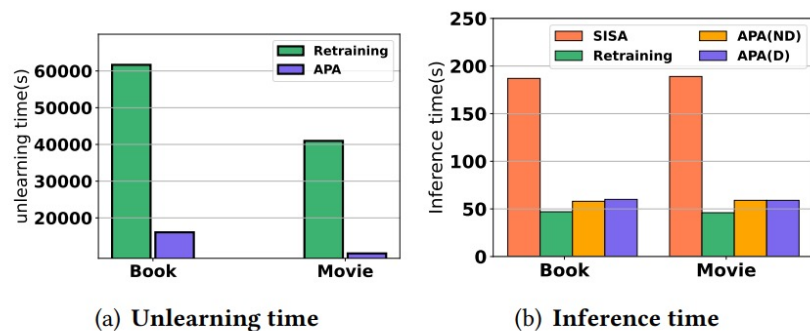 unlearning time(s)
60000
50000
40000
30000
20000
Retraining
APA
Book
Movie
(a) Unlearning time
Inference time(s)
250
200
150
100
50
0
SISA
Retraining
APA(ND)
APA(D)
Book
Movie
(b) Inference time